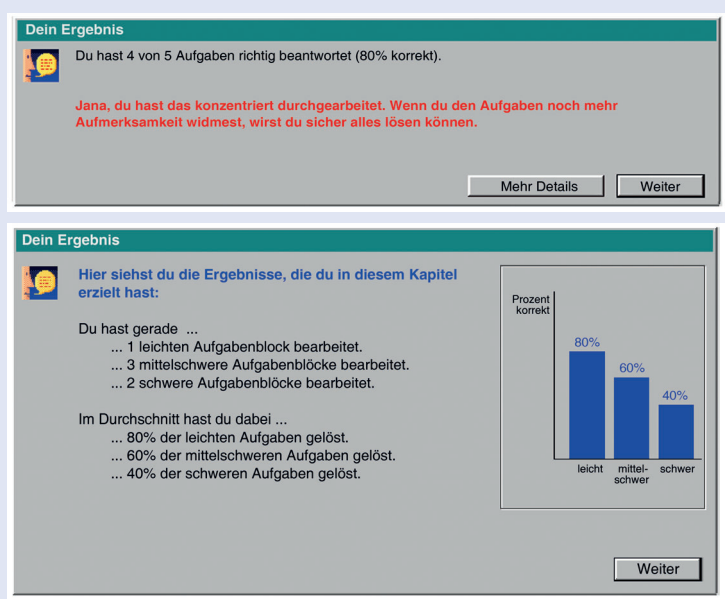 Dein Ergebnis
Du hast 4 von 5 Aufgaben richtig beantwortet (80% korrekt).
Jana, du hast das konzentriert durchgearbeitet. Wenn du den Aufgaben noch mehr
Aufmerksamkeit widmest, wirst du sicher alles lösen können.
Mehr Details
Weiter
Dein Ergebnis
Hier siehst du die Ergebnisse, die du in diesem Kapitel
erzielt hast:
Du hast gerade ...
... 1 leichten Aufgabenblock bearbeitet.
... 3 mittelschwere Aufgabenblöcke bearbeitet.
... 2 schwere Aufgabenblöcke bearbeitet.
Im Durchschnitt hast du dabei ...
... 80% der leichten Aufgaben gelöst.
... 60% der mittelschweren Aufgaben gelöst.
... 40% der schweren Aufgaben gelöst.
Prozent
korrekt
80%
60%
40%
leicht
mittel-
schwer
schwer
Weiter